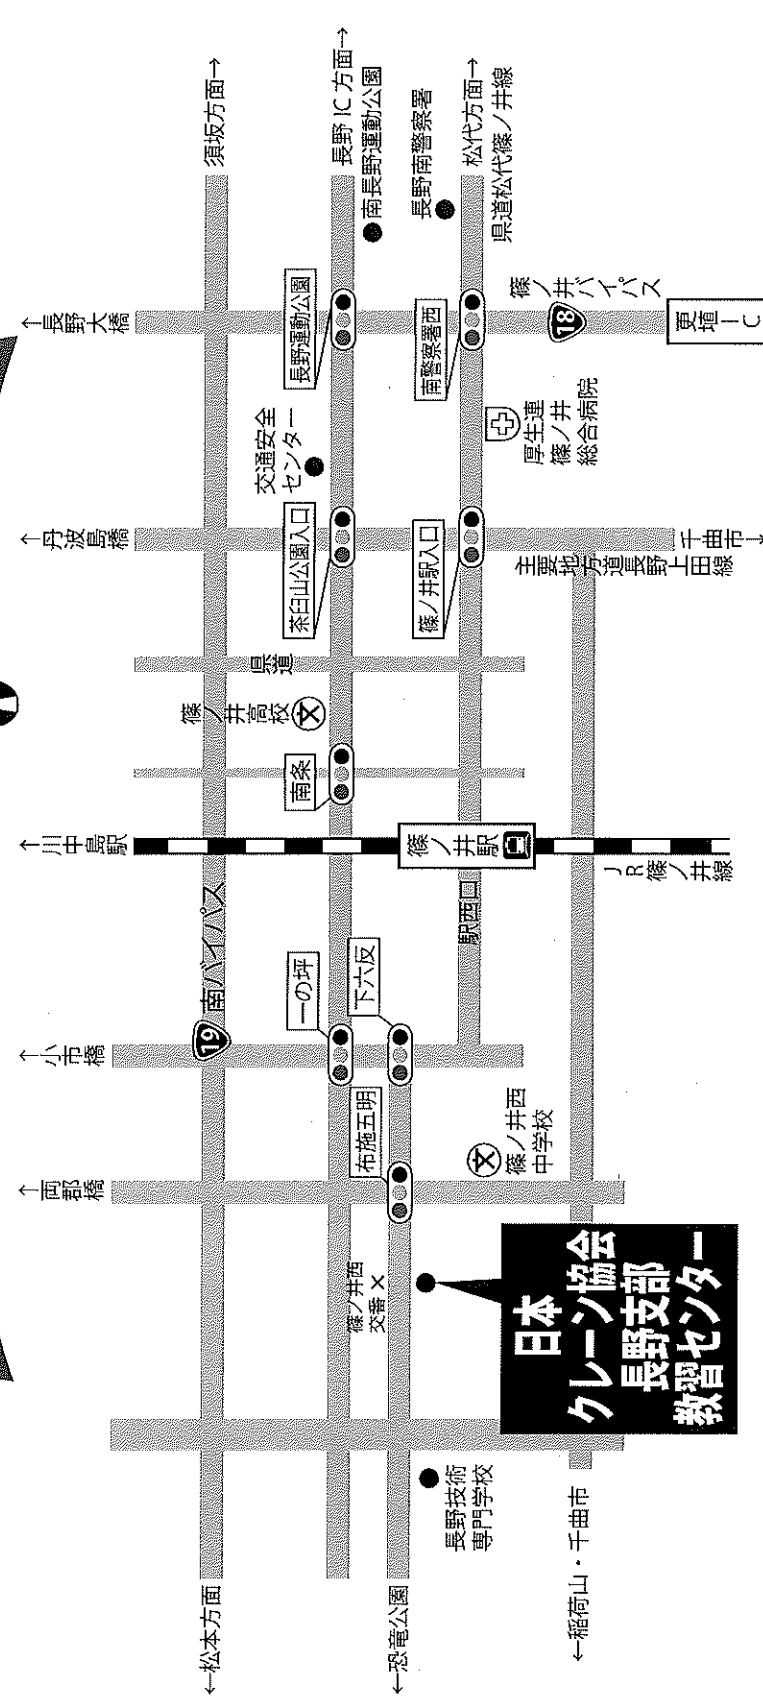 ←長野大橋
←丹波島橋
←川中島駅
←小市橋
←両郡橋
須坂方面→
長野IC方面→
南長野運動公園
長野南警察署
松代方面→
県道松代篠ノ井線
長野運動公園
南警察署西
篠ノ井バイパス
18
更埴IC
交通安全
センター
厚生連
篠ノ井
総合病院
茶臼山公園入口
篠ノ井駅入口
千曲市→
主要地方道長野上田線
県道
篠ノ井高校
文
南条
篠ノ井駅
JR篠ノ井線
駅西口
南バイパス
19
一の坪
下六反
布施五明
文
篠ノ井西
中学校
篠ノ井西
交番
日本
クレーン協会
長野支部
教習センター
長野技術
専門学校
←松本方面
←恐竜公園
←稲荷山・千曲市